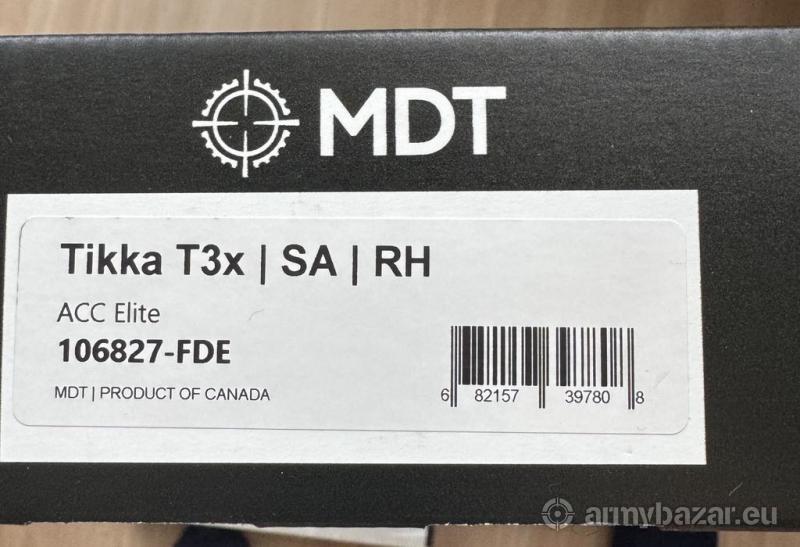 MDT
Tikka T3x | SA | RH
ACC Elite
106827-FDE
MDT | PRODUCT OF CANADA
6 82157 39780 8
armybazar.eu